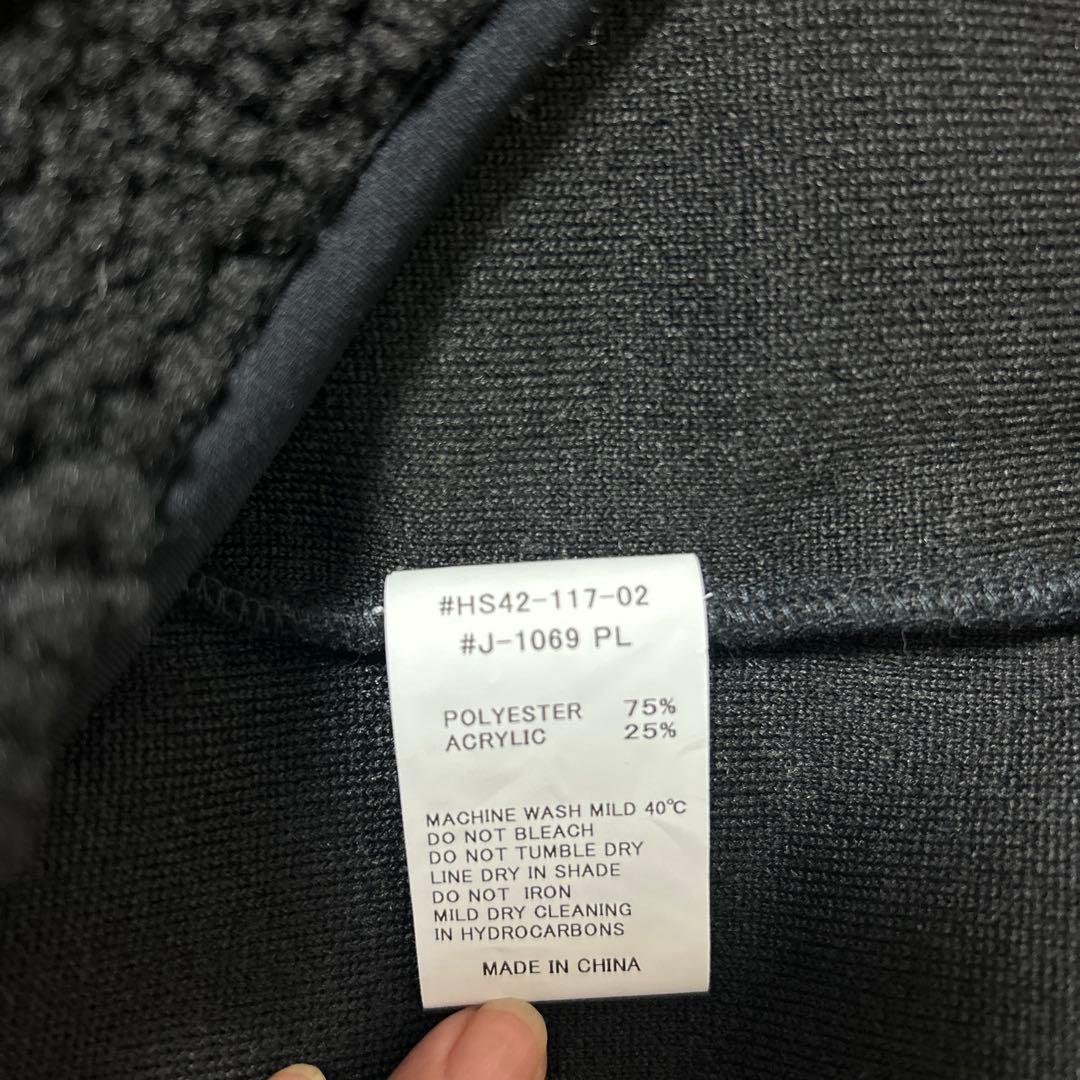 #HS42-117-02
#J-1069 PL
POLYESTER 75%
ACRYLIC 25%
MACHINE WASH MILD 40℃
DO NOT BLEACH
DO NOT TUMBLE DRY
LINE DRY IN SHADE
DO NOT IRON
MILD DRY CLEANING
IN HYDROCARBONS
MADE IN CHINA